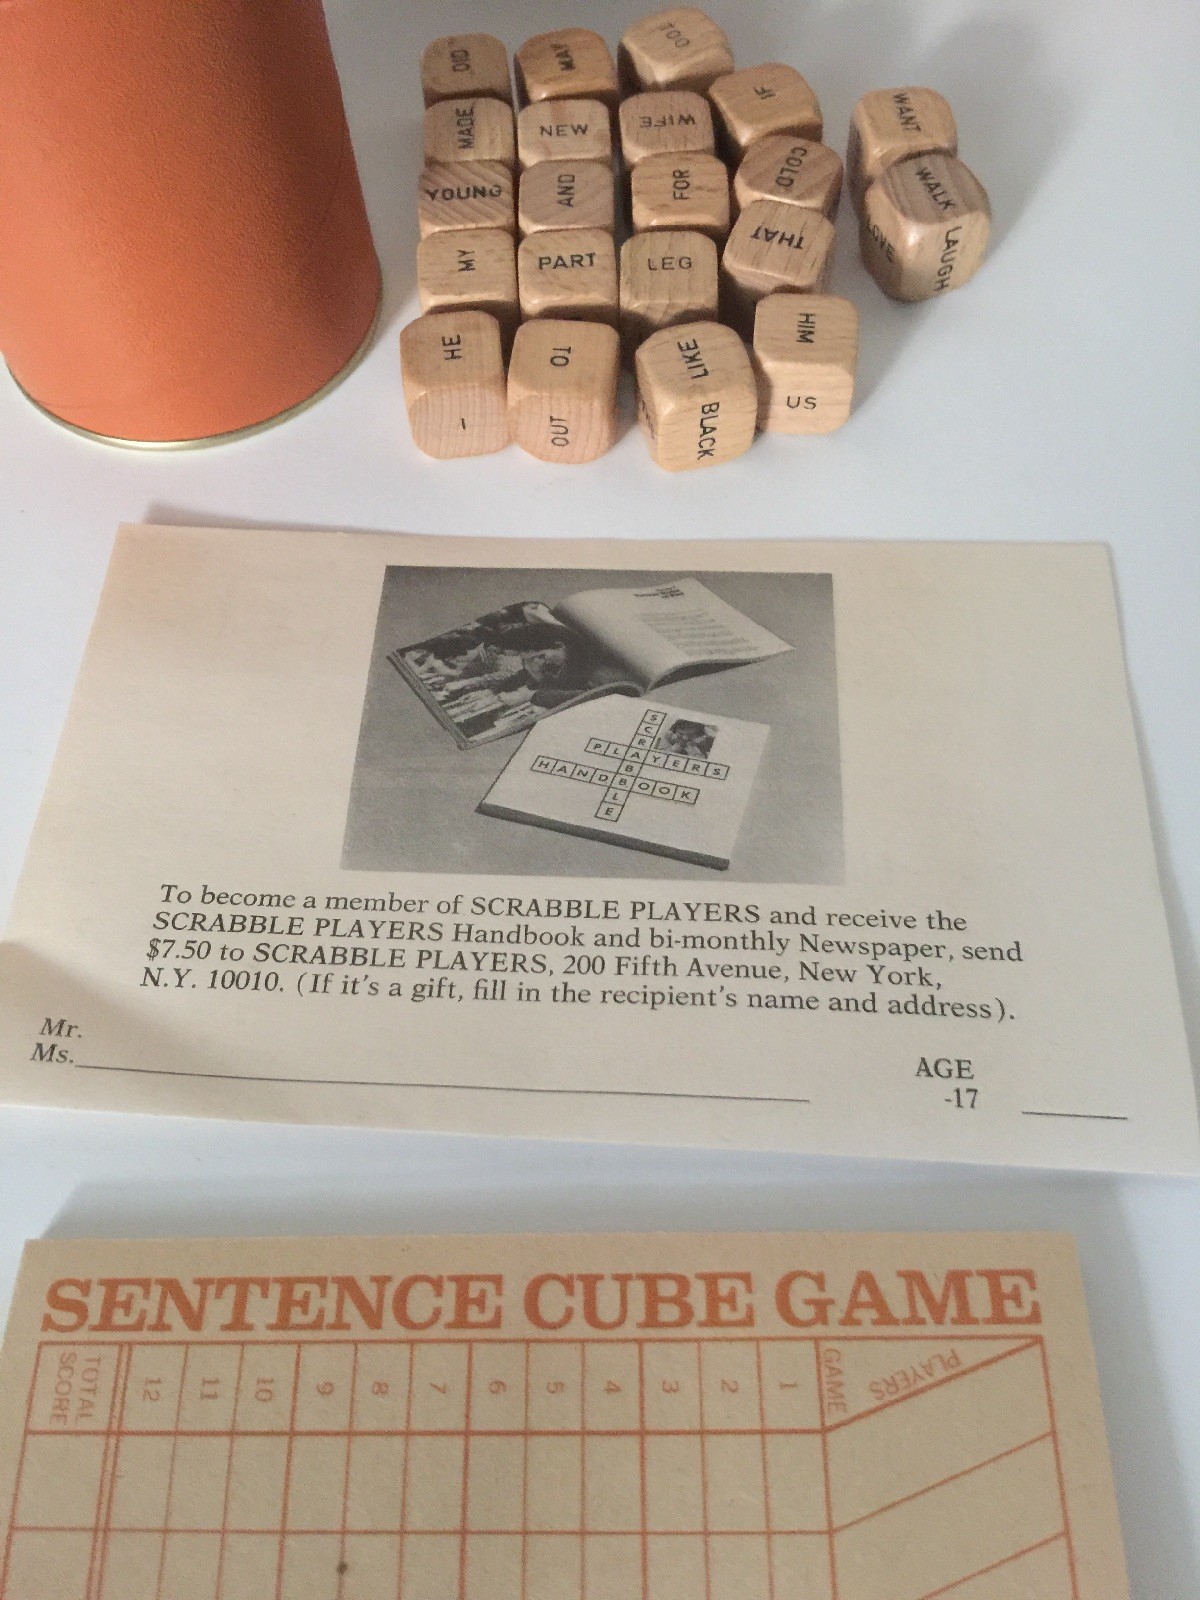 DID
MAY
TOO
IF
WANT
MADE
NEW
WIFE
COLD
WALK
LOVE
LAUGH
YOUNG
AND
FOR
THAT
MY
PART
LEG
HIM
US
HE
I
TO
OUT
LIKE
BLACK
SCRABBLE
PLAYERS
HANDBOOK
To become a member of SCRABBLE PLAYERS and receive the
SCRABBLE PLAYERS Handbook and bi-monthly Newspaper, send
$7.50 to SCRABBLE PLAYERS, 200 Fifth Avenue, New York,
N.Y. 10010. (If it's a gift, fill in the recipient's name and address).
Mr.
Ms.
AGE
-17
SENTENCE CUBE GAME
TOTAL
SCORE
12
11
10
9
8
7
6
5
4
3
2
1
GAME
PLAYERS